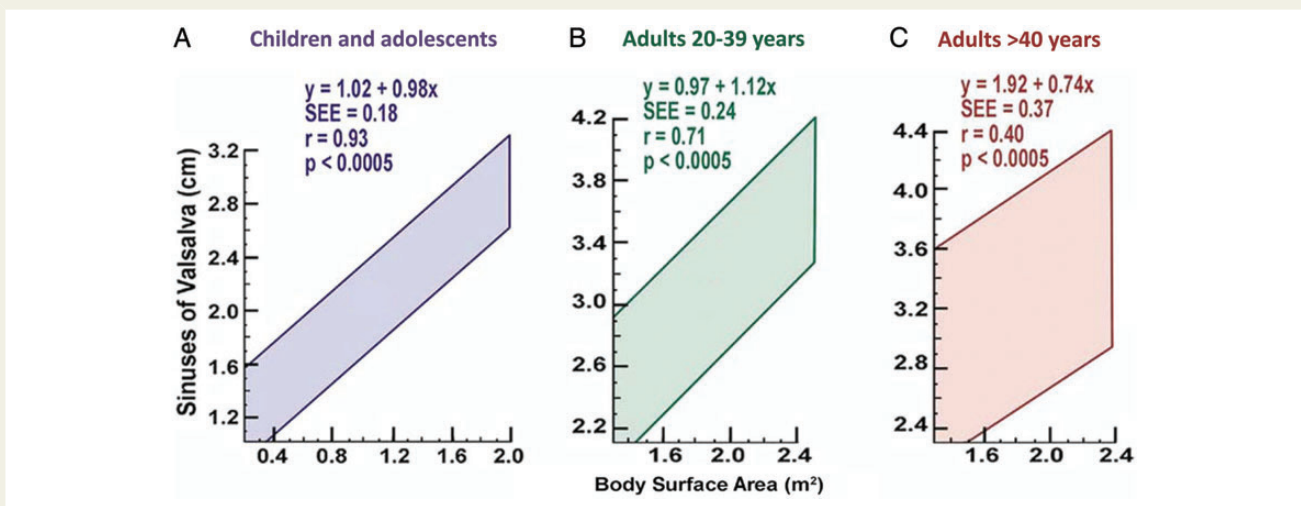 A Children and adolescents
y = 1.02 + 0.98x
SEE = 0.18
r = 0.93
p < 0.0005
Sinuses of Valsalva (cm)
3.2
2.8
2.4
2.0
1.6
1.2
0.4 0.8 1.2 1.6 2.0
B Adults 20-39 years
y = 0.97 + 1.12x
SEE = 0.24
r = 0.71
p < 0.0005
4.2
3.8
3.4
3.0
2.6
2.2
1.6 2.0 2.4
Body Surface Area (m²)
C Adults >40 years
y = 1.92 + 0.74x
SEE = 0.37
r = 0.40
p < 0.0005
4.4
4.0
3.6
3.2
2.8
2.4
1.6 2.0 2.4